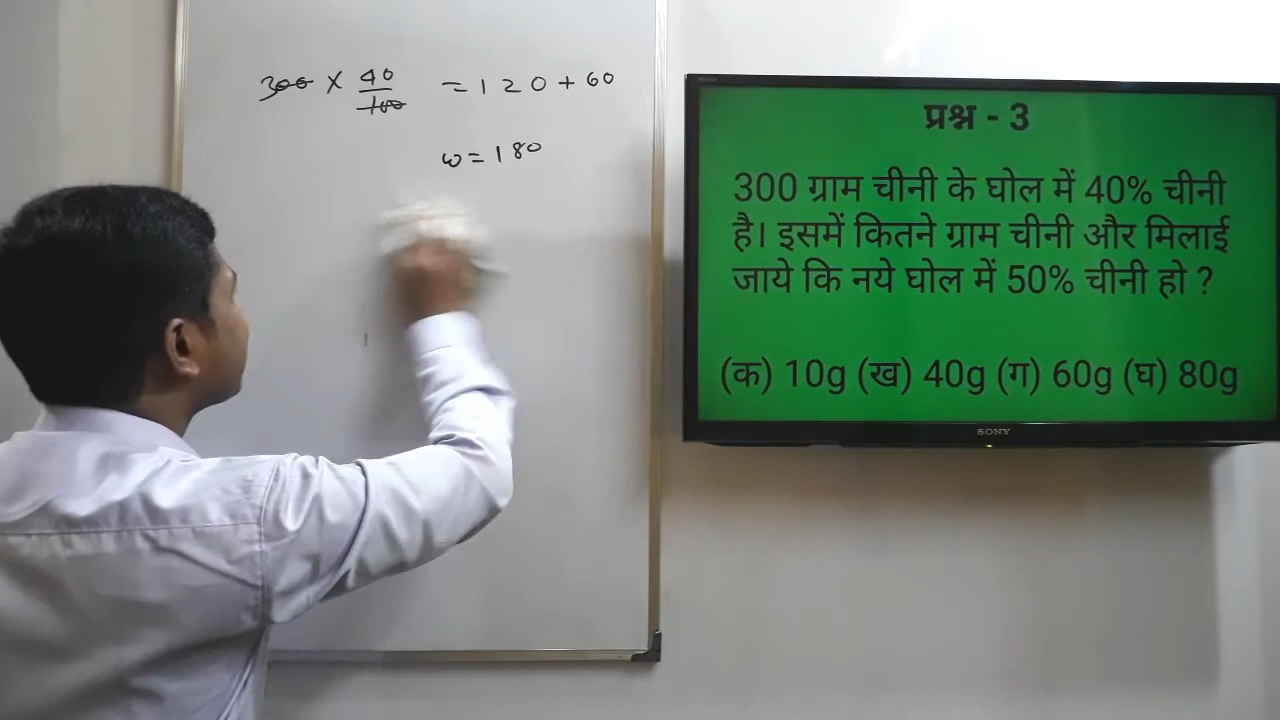 300 × 40/100 = 120 + 60
w = 180
प्रश्न - 3
300 ग्राम चीनी के घोल में 40% चीनी
है। इसमें कितने ग्राम चीनी और मिलाई
जाये कि नये घोल में 50% चीनी हो ?
(क) 10g (ख) 40g (ग) 60g (घ) 80g
SONY